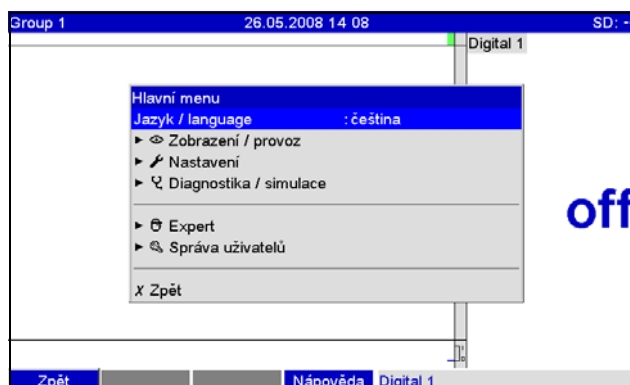 Group 1 26.05.2008 14 08 SD: -
Digital 1
Hlavní menu
Jazyk / language : čeština
Zobrazení / provoz
Nastavení
Diagnostika / simulace
off
Expert
Správa uživatelů
X Zpět
Zpět Nápověda Digital 1